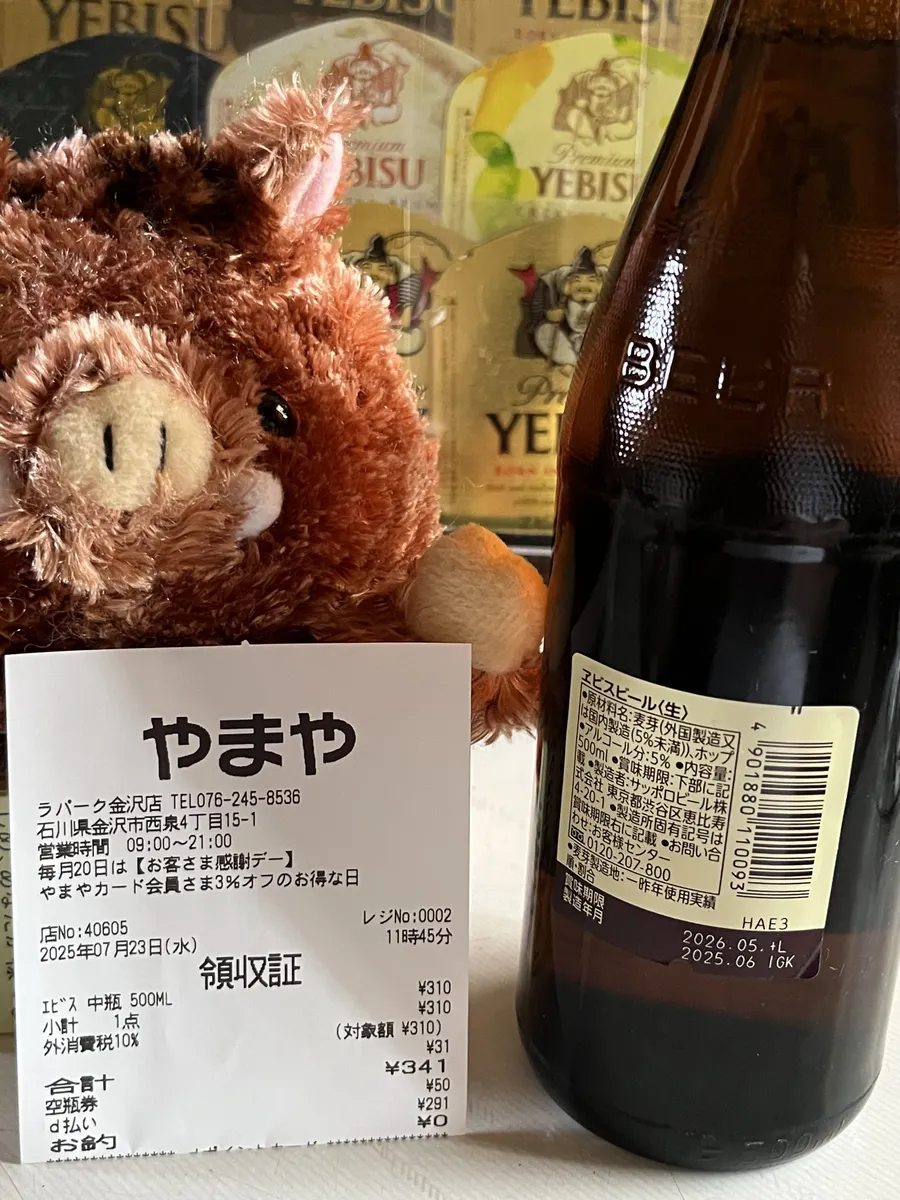 YEBISU
YEBISU
YEBISU
BISU
Premium
YEBISU
YEBISU
BEER
やまや
ラパーク金沢店 TEL076-245-8536
石川県金沢市西泉4丁目15-1
営業時間 09:00～21:00
毎月20日は【お客さま感謝デー】
やまやカード会員さま3%オフのお得な日
店No:40605 レジNo:0002
2025年07月23日(水) 11時45分
領収証
ヱビス 中瓶 500ML ¥310
小計 1点 ¥310
外消費税10% (対象額 ¥310) ¥31
合計 ¥341
空瓶券 ¥50
d払い ¥291
お釣 ¥0
ヱビスビール〈生〉
●原材料名:麦芽(外国製造又
は国内製造(5%未満)),ホップ
●アルコール分:5% ●内容量:
500ml ●賞味期限:下部に記
載 ●製造者:サッポロビール株
式会社 東京都渋谷区恵比寿
4-20-1 ●製造所固有記号は
賞味期限右に記載 ●お問い合
わせ:お客様センター
0120-207-800
●麦芽製造地:一昨年使用実績
順・割合
4 901880 110093
HAE3
賞味期限 2026.05.+L
製造年月 2025.06 IGK